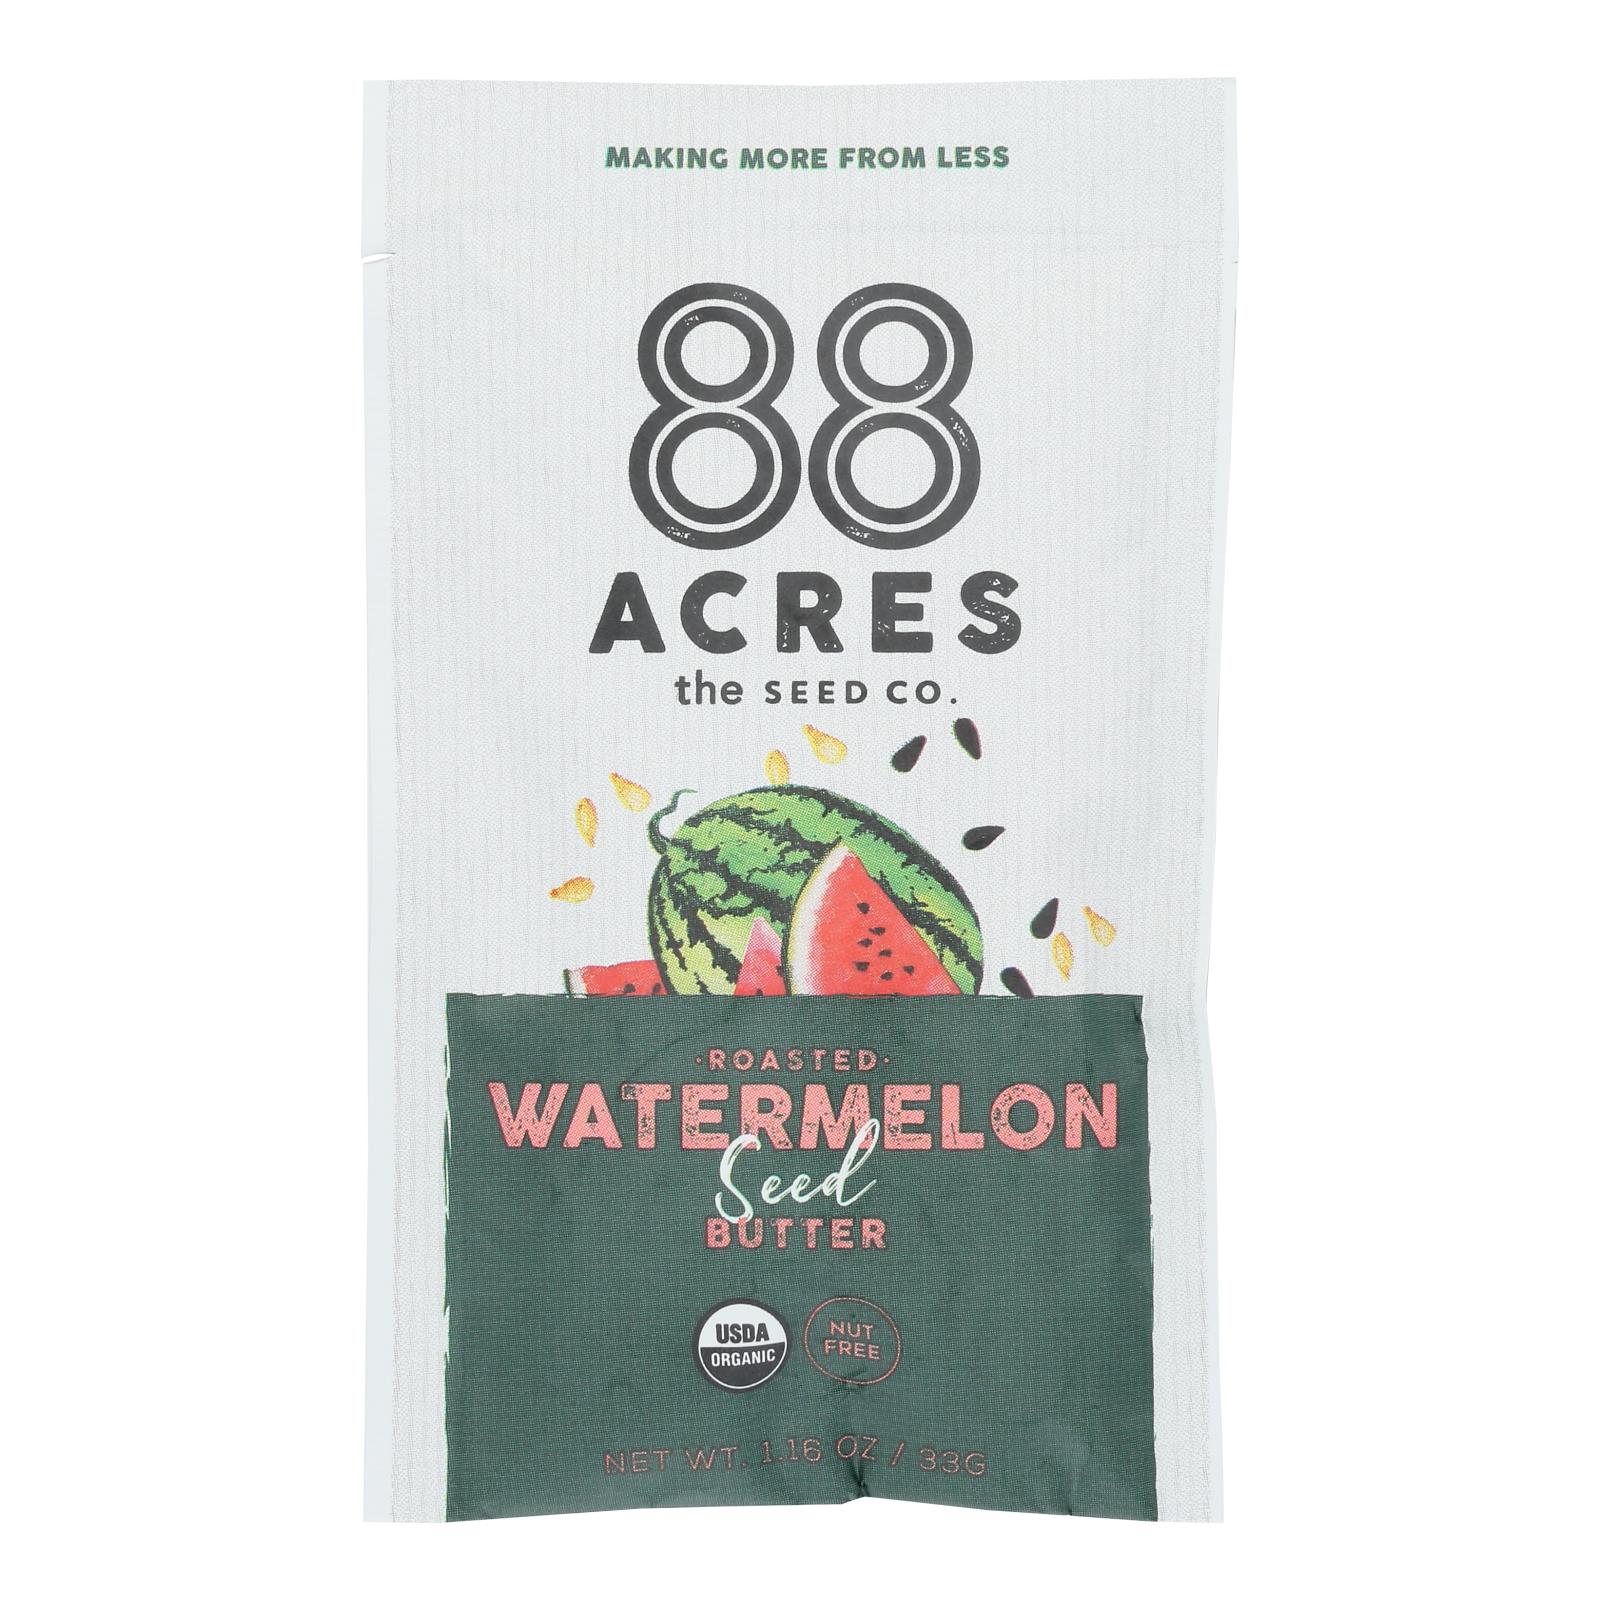 MAKING MORE FROM LESS
88
ACRES
the SEED CO.
·ROASTED·
WATERMELON
Seed
BUTTER
USDA
ORGANIC
NUT
FREE
NET WT. 1.16 OZ / 33G